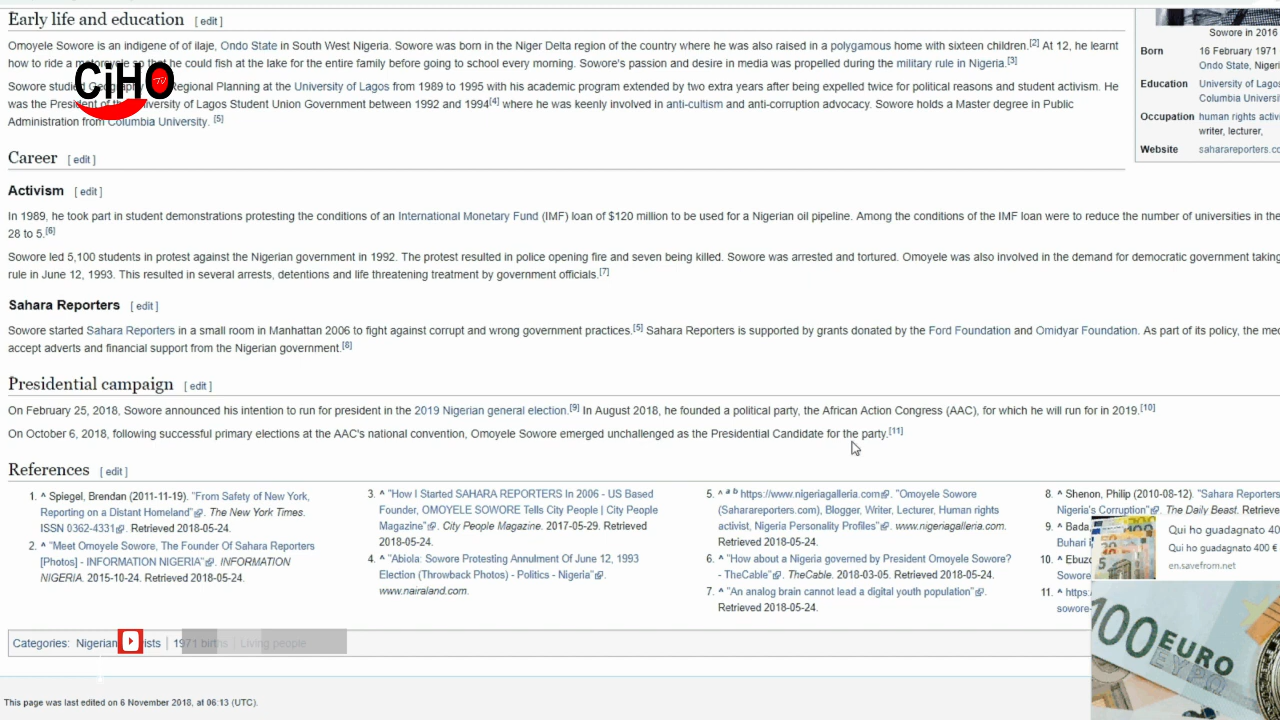 Early life and education [ edit ]
Omoyele Sowore is an indigene of of ilaje, Ondo State in South West Nigeria. Sowore was born in the Niger Delta region of the country where he was also raised in a polygamous home with sixteen children.[2] At 12, he learnt
how to ride a motorcycle so that he could fish at the lake for the entire family before going to school every morning. Sowore's passion and desire in media was propelled during the military rule in Nigeria.[3]
Sowore studied Geography and Regional Planning at the University of Lagos from 1989 to 1995 with his academic program extended by two extra years after being expelled twice for political reasons and student activism. He
was the President of the University of Lagos Student Union Government between 1992 and 1994[4] where he was keenly involved in anti-cultism and anti-corruption advocacy. Sowore holds a Master degree in Public
Administration from Columbia University. [5]
CiHO TV
Sowore in 2016
Born 16 February 1971
Ondo State, Nigeri
Education University of Lagos
Columbia Universi
Occupation human rights activi
writer, lecturer,
Website saharareporters.co
Career [ edit ]
Activism [ edit ]
In 1989, he took part in student demonstrations protesting the conditions of an International Monetary Fund (IMF) loan of $120 million to be used for a Nigerian oil pipeline. Among the conditions of the IMF loan were to reduce the number of universities in the
28 to 5.[6]
Sowore led 5,100 students in protest against the Nigerian government in 1992. The protest resulted in police opening fire and seven being killed. Sowore was arrested and tortured. Omoyele was also involved in the demand for democratic government taking
rule in June 12, 1993. This resulted in several arrests, detentions and life threatening treatment by government officials.[7]
Sahara Reporters [ edit ]
Sowore started Sahara Reporters in a small room in Manhattan 2006 to fight against corrupt and wrong government practices.[5] Sahara Reporters is supported by grants donated by the Ford Foundation and Omidyar Foundation. As part of its policy, the med
accept adverts and financial support from the Nigerian government.[8]
Presidential campaign [ edit ]
On February 25, 2018, Sowore announced his intention to run for president in the 2019 Nigerian general election.[9] In August 2018, he founded a political party, the African Action Congress (AAC), for which he will run for in 2019.[10]
On October 6, 2018, following successful primary elections at the AAC's national convention, Omoyele Sowore emerged unchallenged as the Presidential Candidate for the party.[11]
References [ edit ]
1. ^ Spiegel, Brendan (2011-11-19). "From Safety of New York,
Reporting on a Distant Homeland". The New York Times.
ISSN 0362-4331. Retrieved 2018-05-24.
2. ^ "Meet Omoyele Sowore, The Founder Of Sahara Reporters
[Photos] - INFORMATION NIGERIA". INFORMATION
NIGERIA. 2015-10-24. Retrieved 2018-05-24.
3. ^ "How I Started SAHARA REPORTERS In 2006 - US Based
Founder, OMOYELE SOWORE Tells City People | City People
Magazine". City People Magazine. 2017-05-29. Retrieved
2018-05-24.
4. ^ "Abiola: Sowore Protesting Annulment Of June 12, 1993
Election (Throwback Photos) - Politics - Nigeria".
www.nairaland.com.
5. ^ a b https://www.nigeriagalleria.com. "Omoyele Sowore
(Saharareporters.com), Blogger, Writer, Lecturer, Human rights
activist, Nigeria Personality Profiles". www.nigeriagalleria.com.
Retrieved 2018-05-24.
6. ^ "How about a Nigeria governed by President Omoyele Sowore?
- TheCable". TheCable. 2018-03-05. Retrieved 2018-05-24.
7. ^ "An analog brain cannot lead a digital youth population".
Retrieved 2018-05-24.
8. ^ Shenon, Philip (2010-08-12). "Sahara Reporters
Nigeria's Corruption". The Daily Beast. Retrieve
9. ^ Bada,
Buhari i
10. ^ Ebuzo
Sowore
11. ^ https:
sowore-
Qui ho guadagnato 40
Qui ho guadagnato 400 €
en.savefrom.net
100 EURO
ΕΥΡΩ
Categories: Nigerian ists | 1971 births | Living people
This page was last edited on 6 November 2018, at 06:13 (UTC).